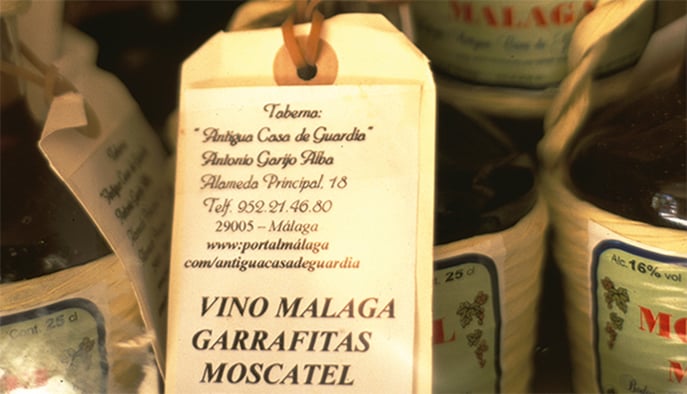 MALAGA
Taberna:
"Antigua Casa de Guardia"
Antonio Garijo Alba
Alameda Principal, 18
Telf. 952.21.46.80
29005 – Málaga
www.portalmálaga
com/antiguacasadeguardia
VINO MALAGA
GARRAFITAS
MOSCATEL
Cont. 25 cl
25 cl
Alc. 16% vol